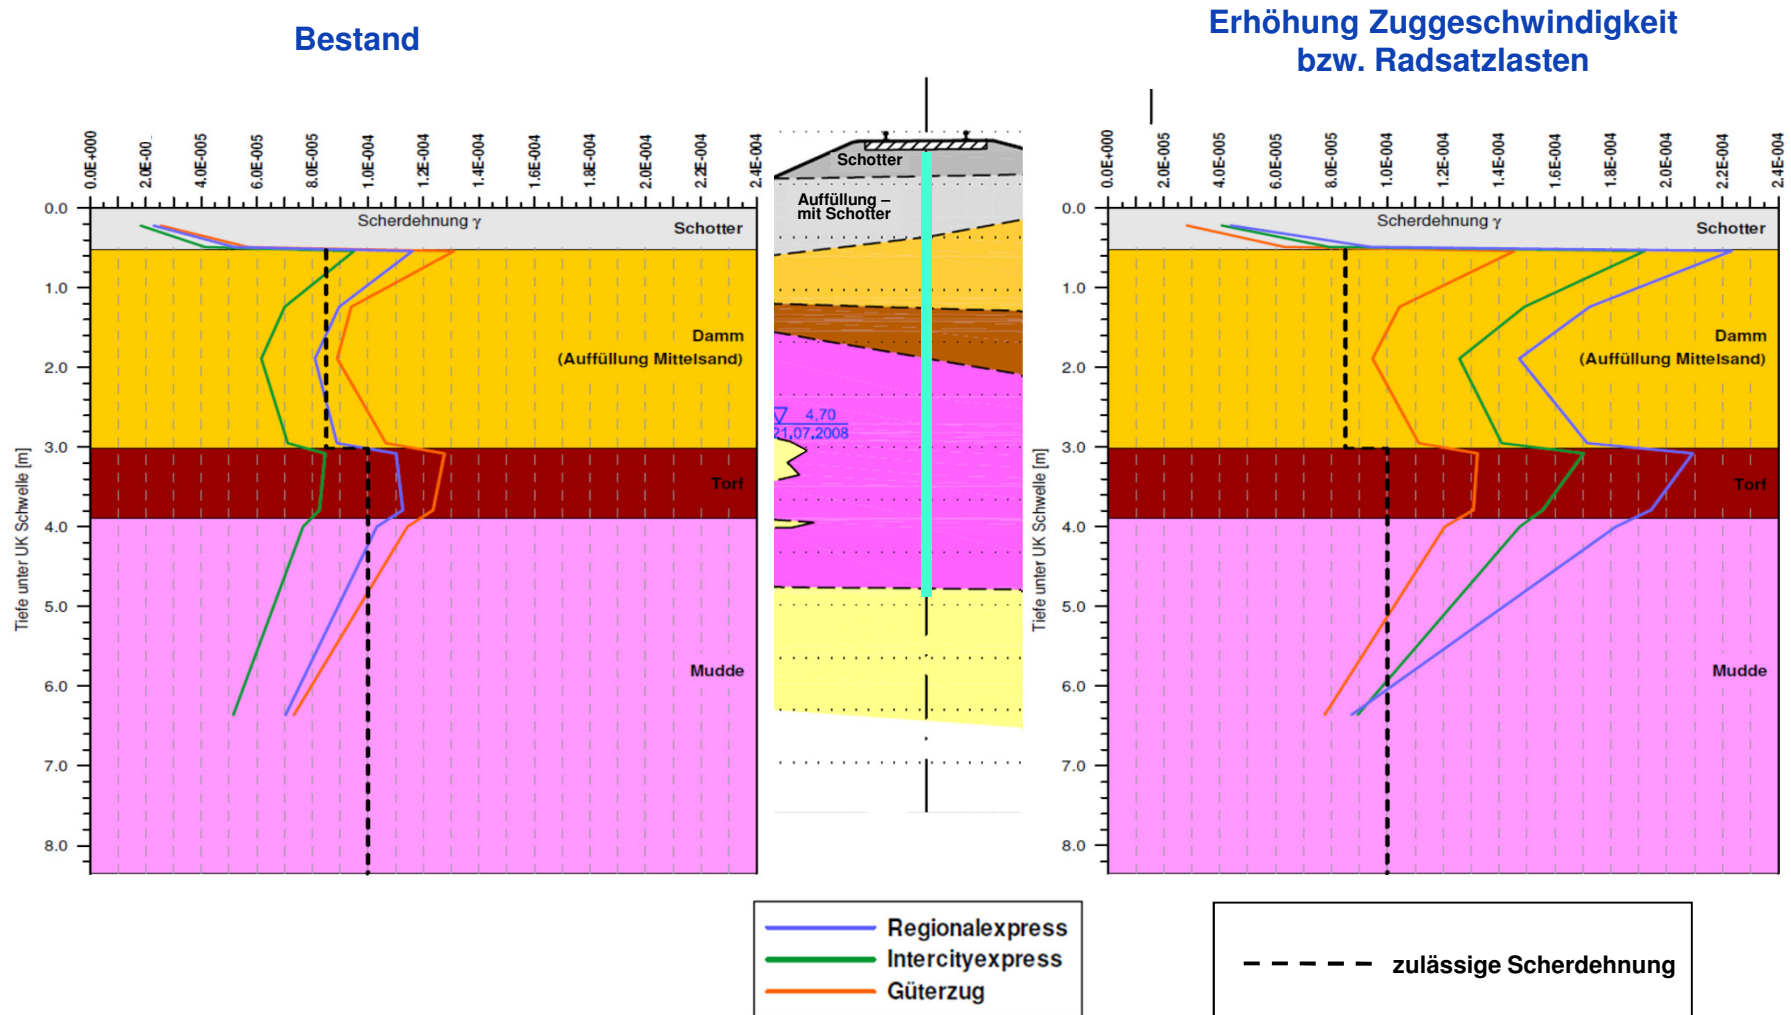 Bestand
Erhöhung Zuggeschwindigkeit
bzw. Radsatzlasten
0.0E+000
2.0E-00
4.0E-005
6.0E-005
8.0E-005
1.0E-004
1.2E-004
1.4E-004
1.6E-004
1.8E-004
2.0E-004
2.2E-004
2.4E-004
Scherdehnung γ
Schotter
Damm
(Auffüllung Mittelsand)
Torf
Mudde
0.0
1.0
2.0
3.0
4.0
5.0
6.0
7.0
8.0
Tiefe unter UK Schwelle [m]
Schotter
Auffüllung –
mit Schotter
4,70
21,07,2008
0.0E+000
2.0E-005
4.0E-005
6.0E-005
8.0E-005
1.0E-004
1.2E-004
1.4E-004
1.6E-004
1.8E-004
2.0E-004
2.2E-004
2.4E-004
Scherdehnung γ
Schotter
Damm
(Auffüllung Mittelsand)
Torf
Mudde
0.0
1.0
2.0
3.0
4.0
5.0
6.0
7.0
8.0
Tiefe unter UK Schwelle [m]
Regionalexpress
Intercityexpress
Güterzug
zulässige Scherdehnung